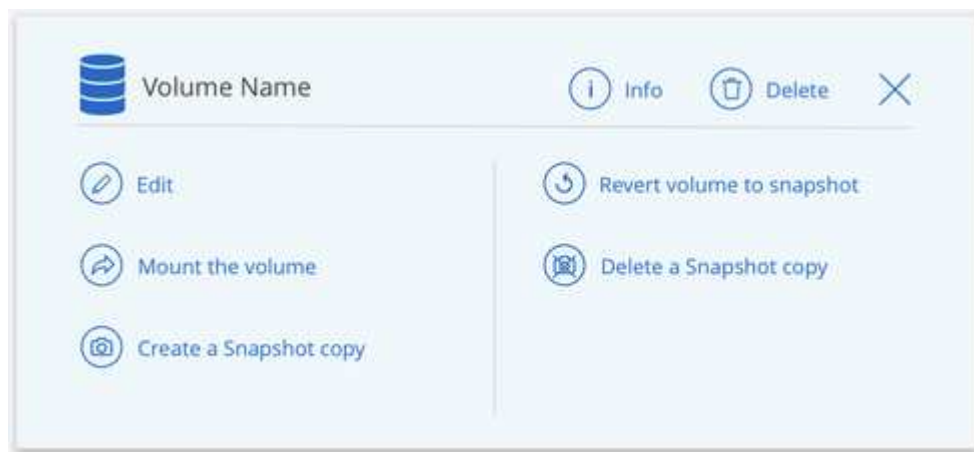 Volume Name
Info
Delete
Edit
Mount the volume
Create a Snapshot copy
Revert volume to snapshot
Delete a Snapshot copy